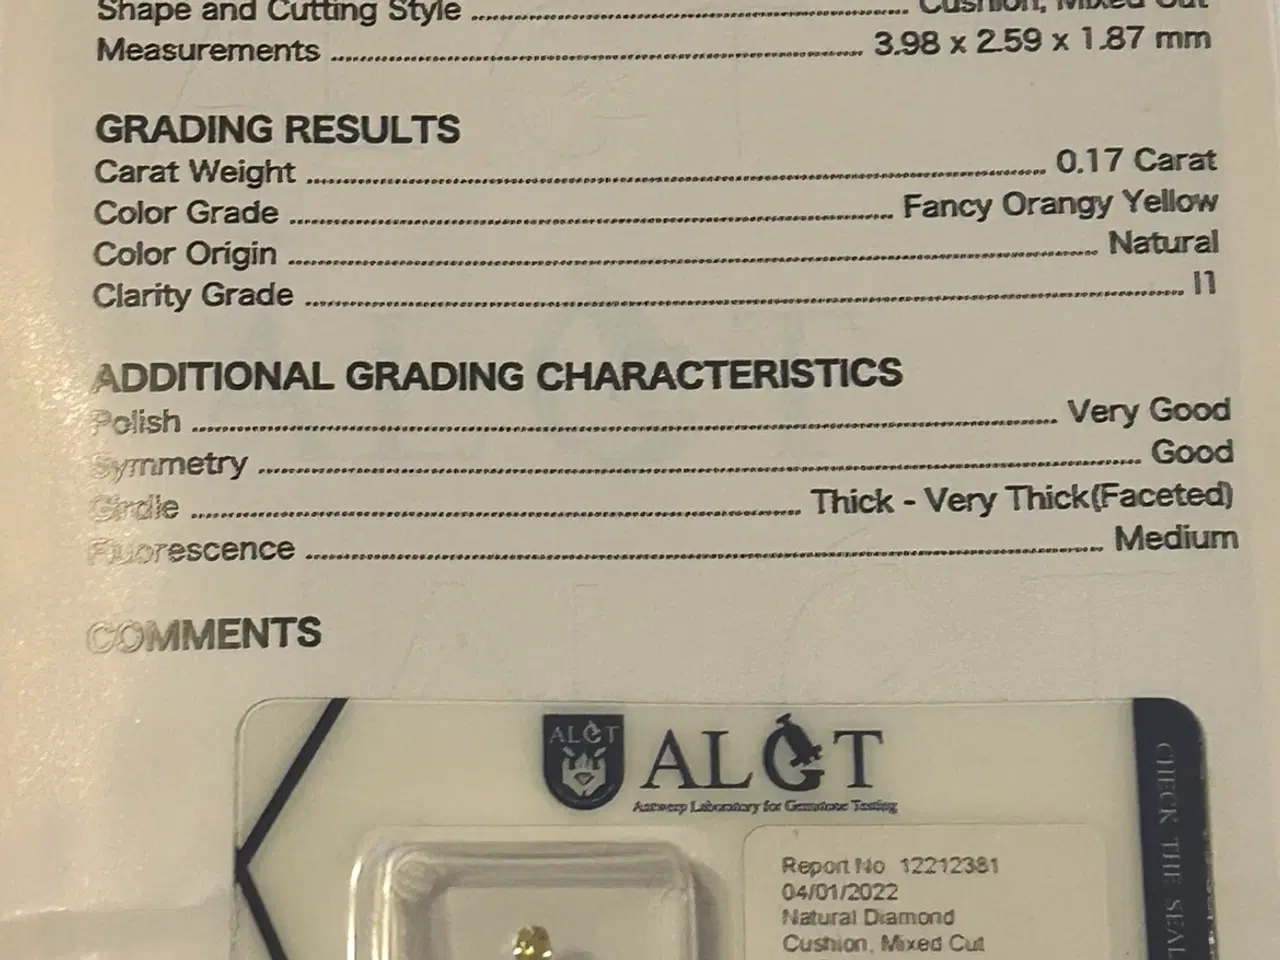 Shape and Cutting Style ........ Cushion, Mixed Cut
Measurements ........ 3.98 x 2.59 x 1.87 mm
GRADING RESULTS
Carat Weight ........ 0.17 Carat
Color Grade ........ Fancy Orangy Yellow
Color Origin ........ Natural
Clarity Grade ........ I1
ADDITIONAL GRADING CHARACTERISTICS
Polish ........ Very Good
Symmetry ........ Good
Girdle ........ Thick - Very Thick(Faceted)
Fluorescence ........ Medium
COMMENTS
ALGT
ALGT
Antwerp Laboratory for Gemstone Testing
CHECK THE SEAL
Report No 12212381
04/01/2022
Natural Diamond
Cushion, Mixed Cut